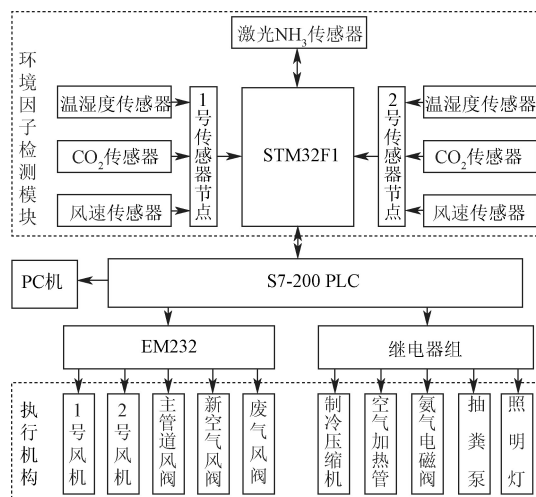 环境因子检测模块
激光NH₃传感器
温湿度传感器
CO₂传感器
风速传感器
1号传感器节点
STM32F1
2号传感器节点
温湿度传感器
CO₂传感器
风速传感器
PC机
S7-200 PLC
EM232
继电器组
执行机构
1号风机
2号风机
主管道风阀
新空气风阀
废气风阀
制冷压缩机
空气加热管
氨气电磁阀
抽粪泵
照明灯